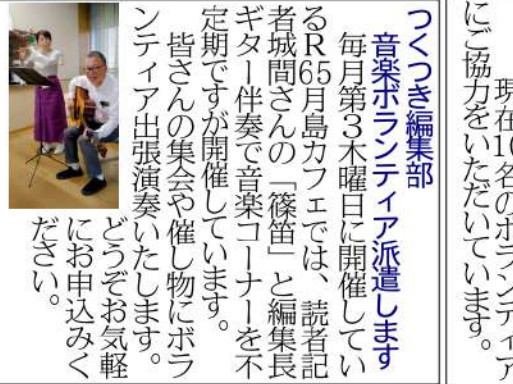 現在10名のボランティア
にご協力をいただいています。
つくつき編集部
音楽ボランティア派遣します
毎月第3木曜日に開催してい
るR65月島カフェでは、読者記
者城間さんの「篠笛」と編集長
ギター伴奏で音楽コーナーを不
定期ですが開催しています。
皆さんの集会や催し物にボラ
ンティア出張演奏いたします。
どうぞお気軽
にお申込みく
ださい。